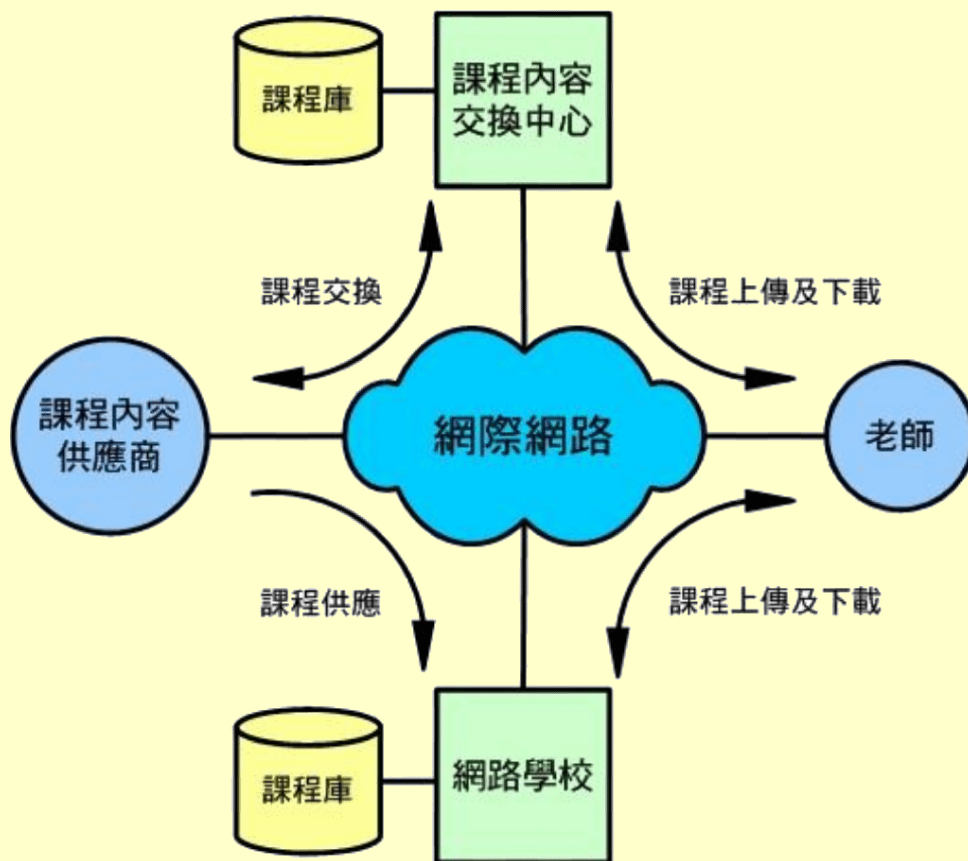 課程庫
課程內容
交換中心
課程交換
課程上傳及下載
課程內容
供應商
網際網路
老師
課程供應
課程上傳及下載
課程庫
網路學校